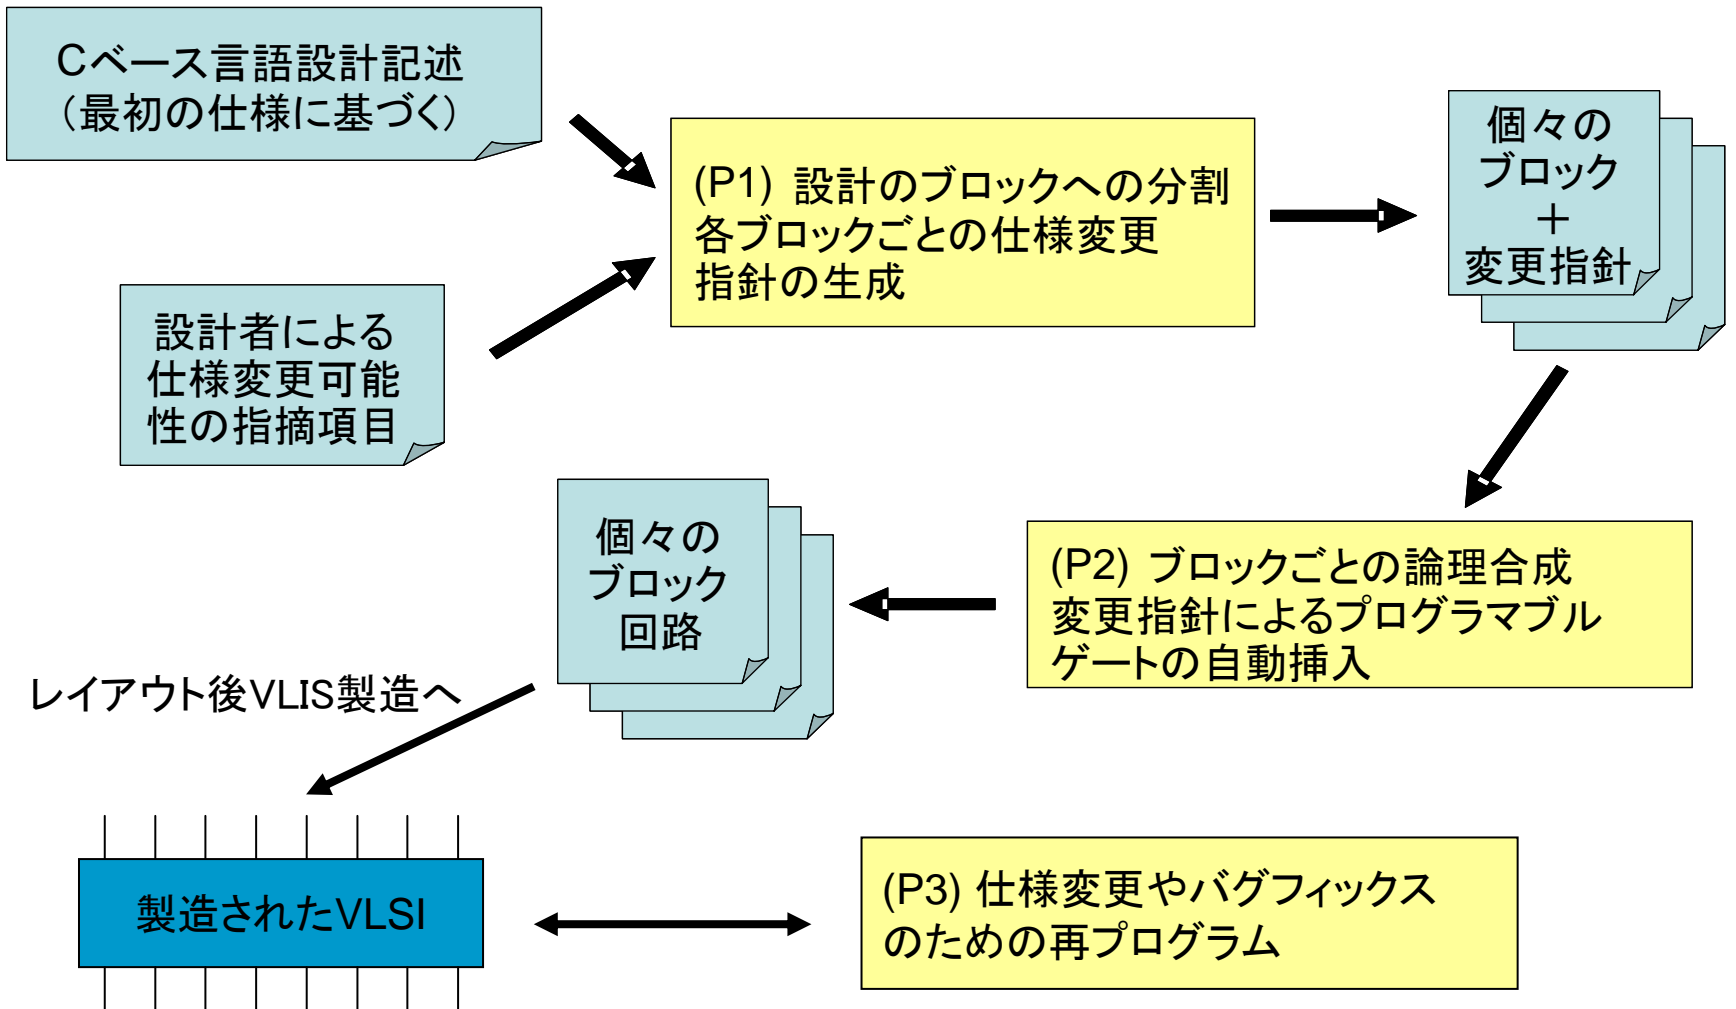 Cベース言語設計記述
(最初の仕様に基づく)
(P1) 設計のブロックへの分割
各ブロックごとの仕様変更
指針の生成
個々の
ブロック
＋
変更指針
設計者による
仕様変更可能
性の指摘項目
個々の
ブロック
回路
(P2) ブロックごとの論理合成
変更指針によるプログラマブル
ゲートの自動挿入
レイアウト後VLIS製造へ
製造されたVLSI
(P3) 仕様変更やバグフィックス
のための再プログラム